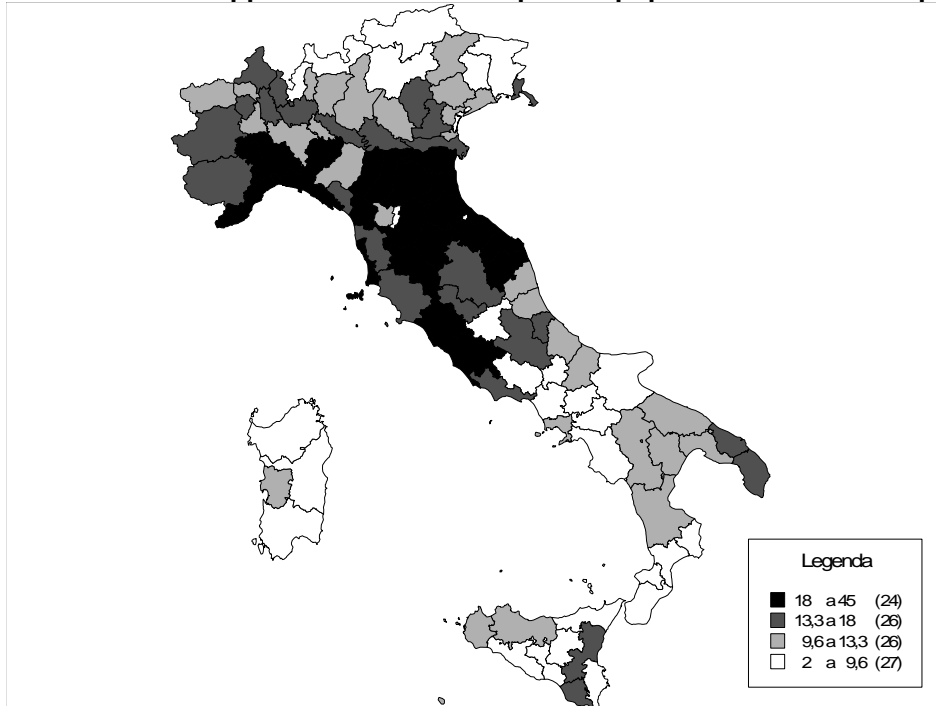 Legenda
18 a 45 (24)
13,3 a 18 (26)
9,6 a 13,3 (26)
2 a 9,6 (27)